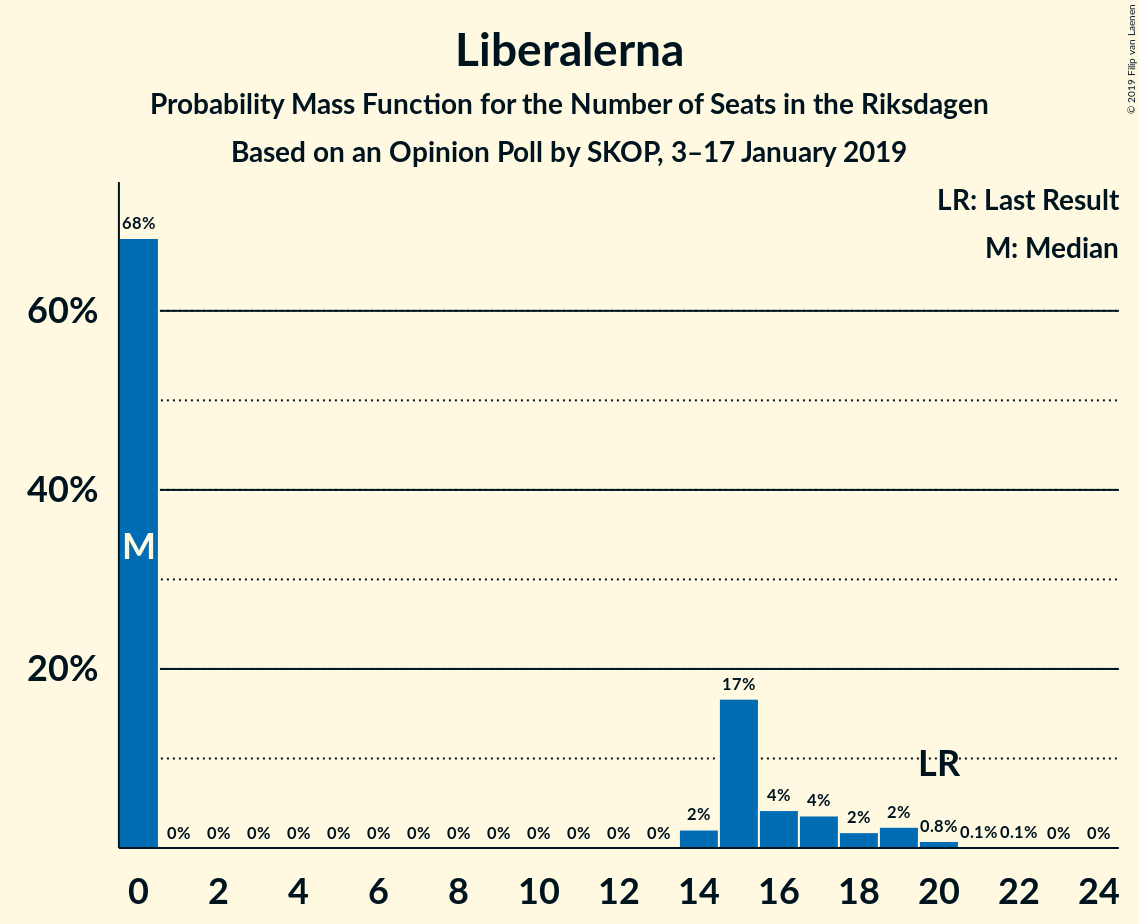 © 2019 Filip van Laenen
Liberalerna
Probability Mass Function for the Number of Seats in the Riksdagen
Based on an Opinion Poll by SKOP, 3–17 January 2019
LR: Last Result
M: Median
68%
60%
40%
M
20%
17%
LR
0% 0% 0% 0% 0% 0% 0% 0% 0% 0% 0% 0% 0% 2% 4% 4% 2% 2% 0.8% 0.1% 0.1% 0% 0%
0 2 4 6 8 10 12 14 16 18 20 22 24